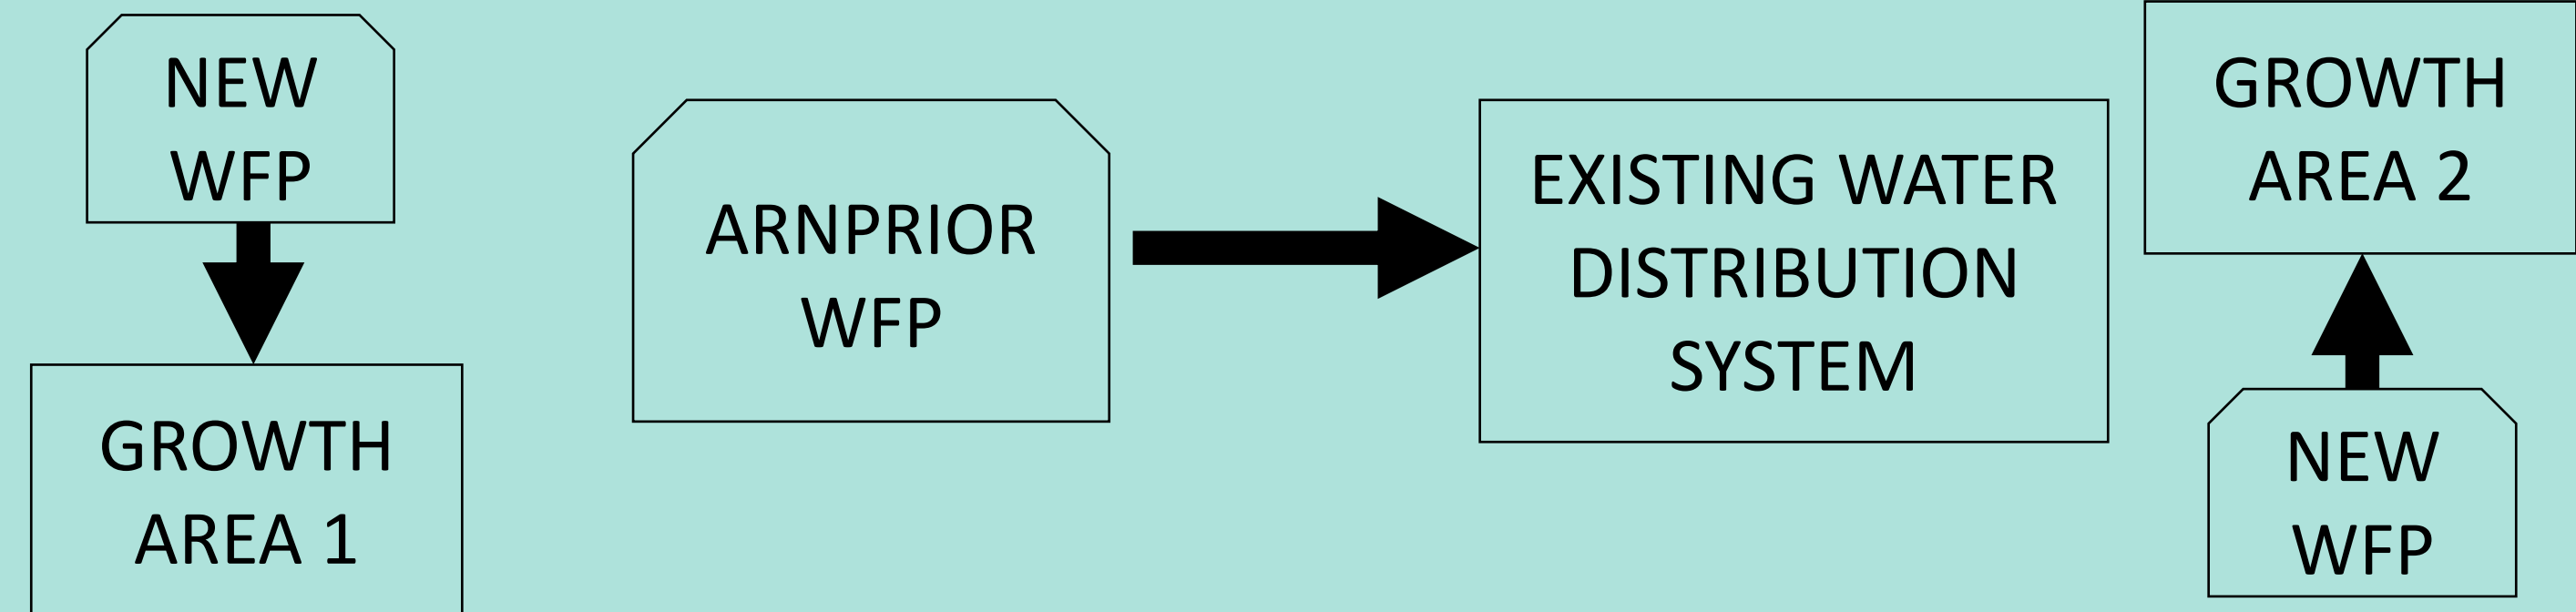 NEW
WFP
GROWTH
AREA 1
ARNPRIOR
WFP
EXISTING WATER
DISTRIBUTION
SYSTEM
GROWTH
AREA 2
NEW
WFP